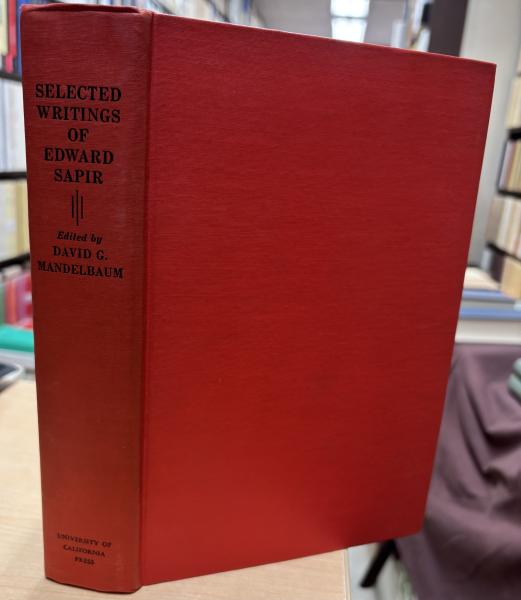 SELECTED
WRITINGS
OF
EDWARD
SAPIR
Edited by
DAVID G.
MANDELBAUM
UNIVERSITY OF
CALIFORNIA
PRESS